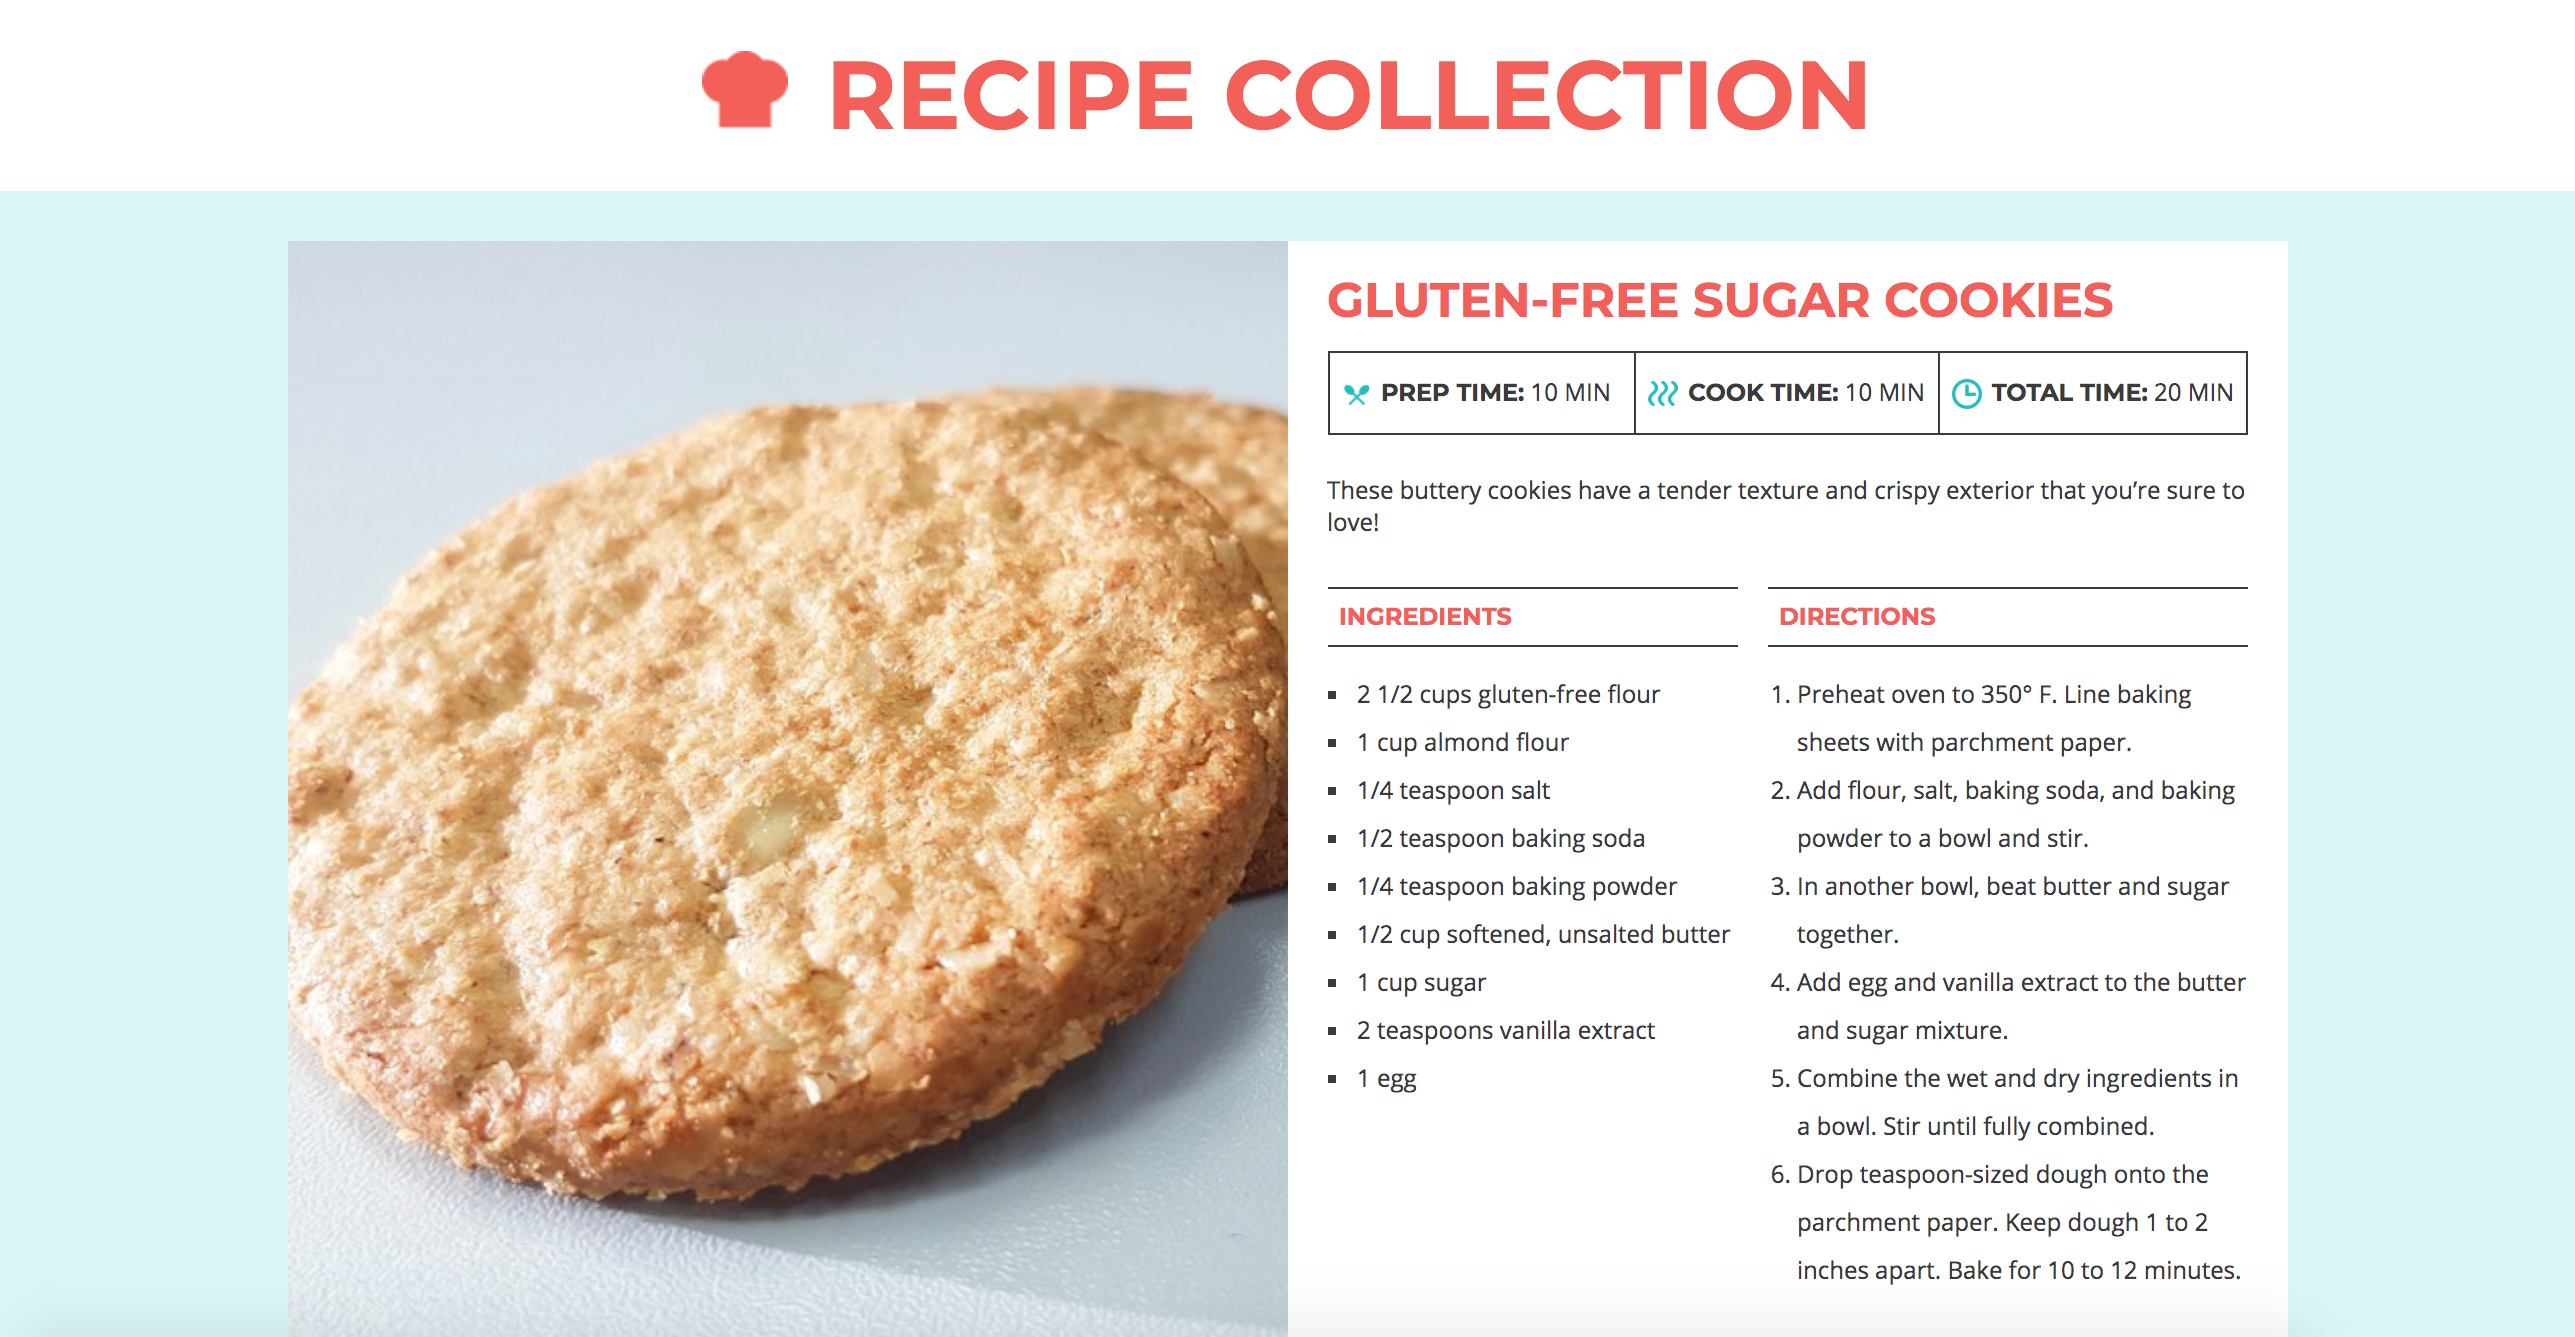 RECIPE COLLECTION
GLUTEN-FREE SUGAR COOKIES
PREP TIME: 10 MIN
COOK TIME: 10 MIN
TOTAL TIME: 20 MIN
These buttery cookies have a tender texture and crispy exterior that you’re sure to
love!
INGREDIENTS
2 1/2 cups gluten-free flour
1 cup almond flour
1/4 teaspoon salt
1/2 teaspoon baking soda
1/4 teaspoon baking powder
1/2 cup softened, unsalted butter
1 cup sugar
2 teaspoons vanilla extract
1 egg
DIRECTIONS
1. Preheat oven to 350° F. Line baking
sheets with parchment paper.
2. Add flour, salt, baking soda, and baking
powder to a bowl and stir.
3. In another bowl, beat butter and sugar
together.
4. Add egg and vanilla extract to the butter
and sugar mixture.
5. Combine the wet and dry ingredients in
a bowl. Stir until fully combined.
6. Drop teaspoon-sized dough onto the
parchment paper. Keep dough 1 to 2
inches apart. Bake for 10 to 12 minutes.